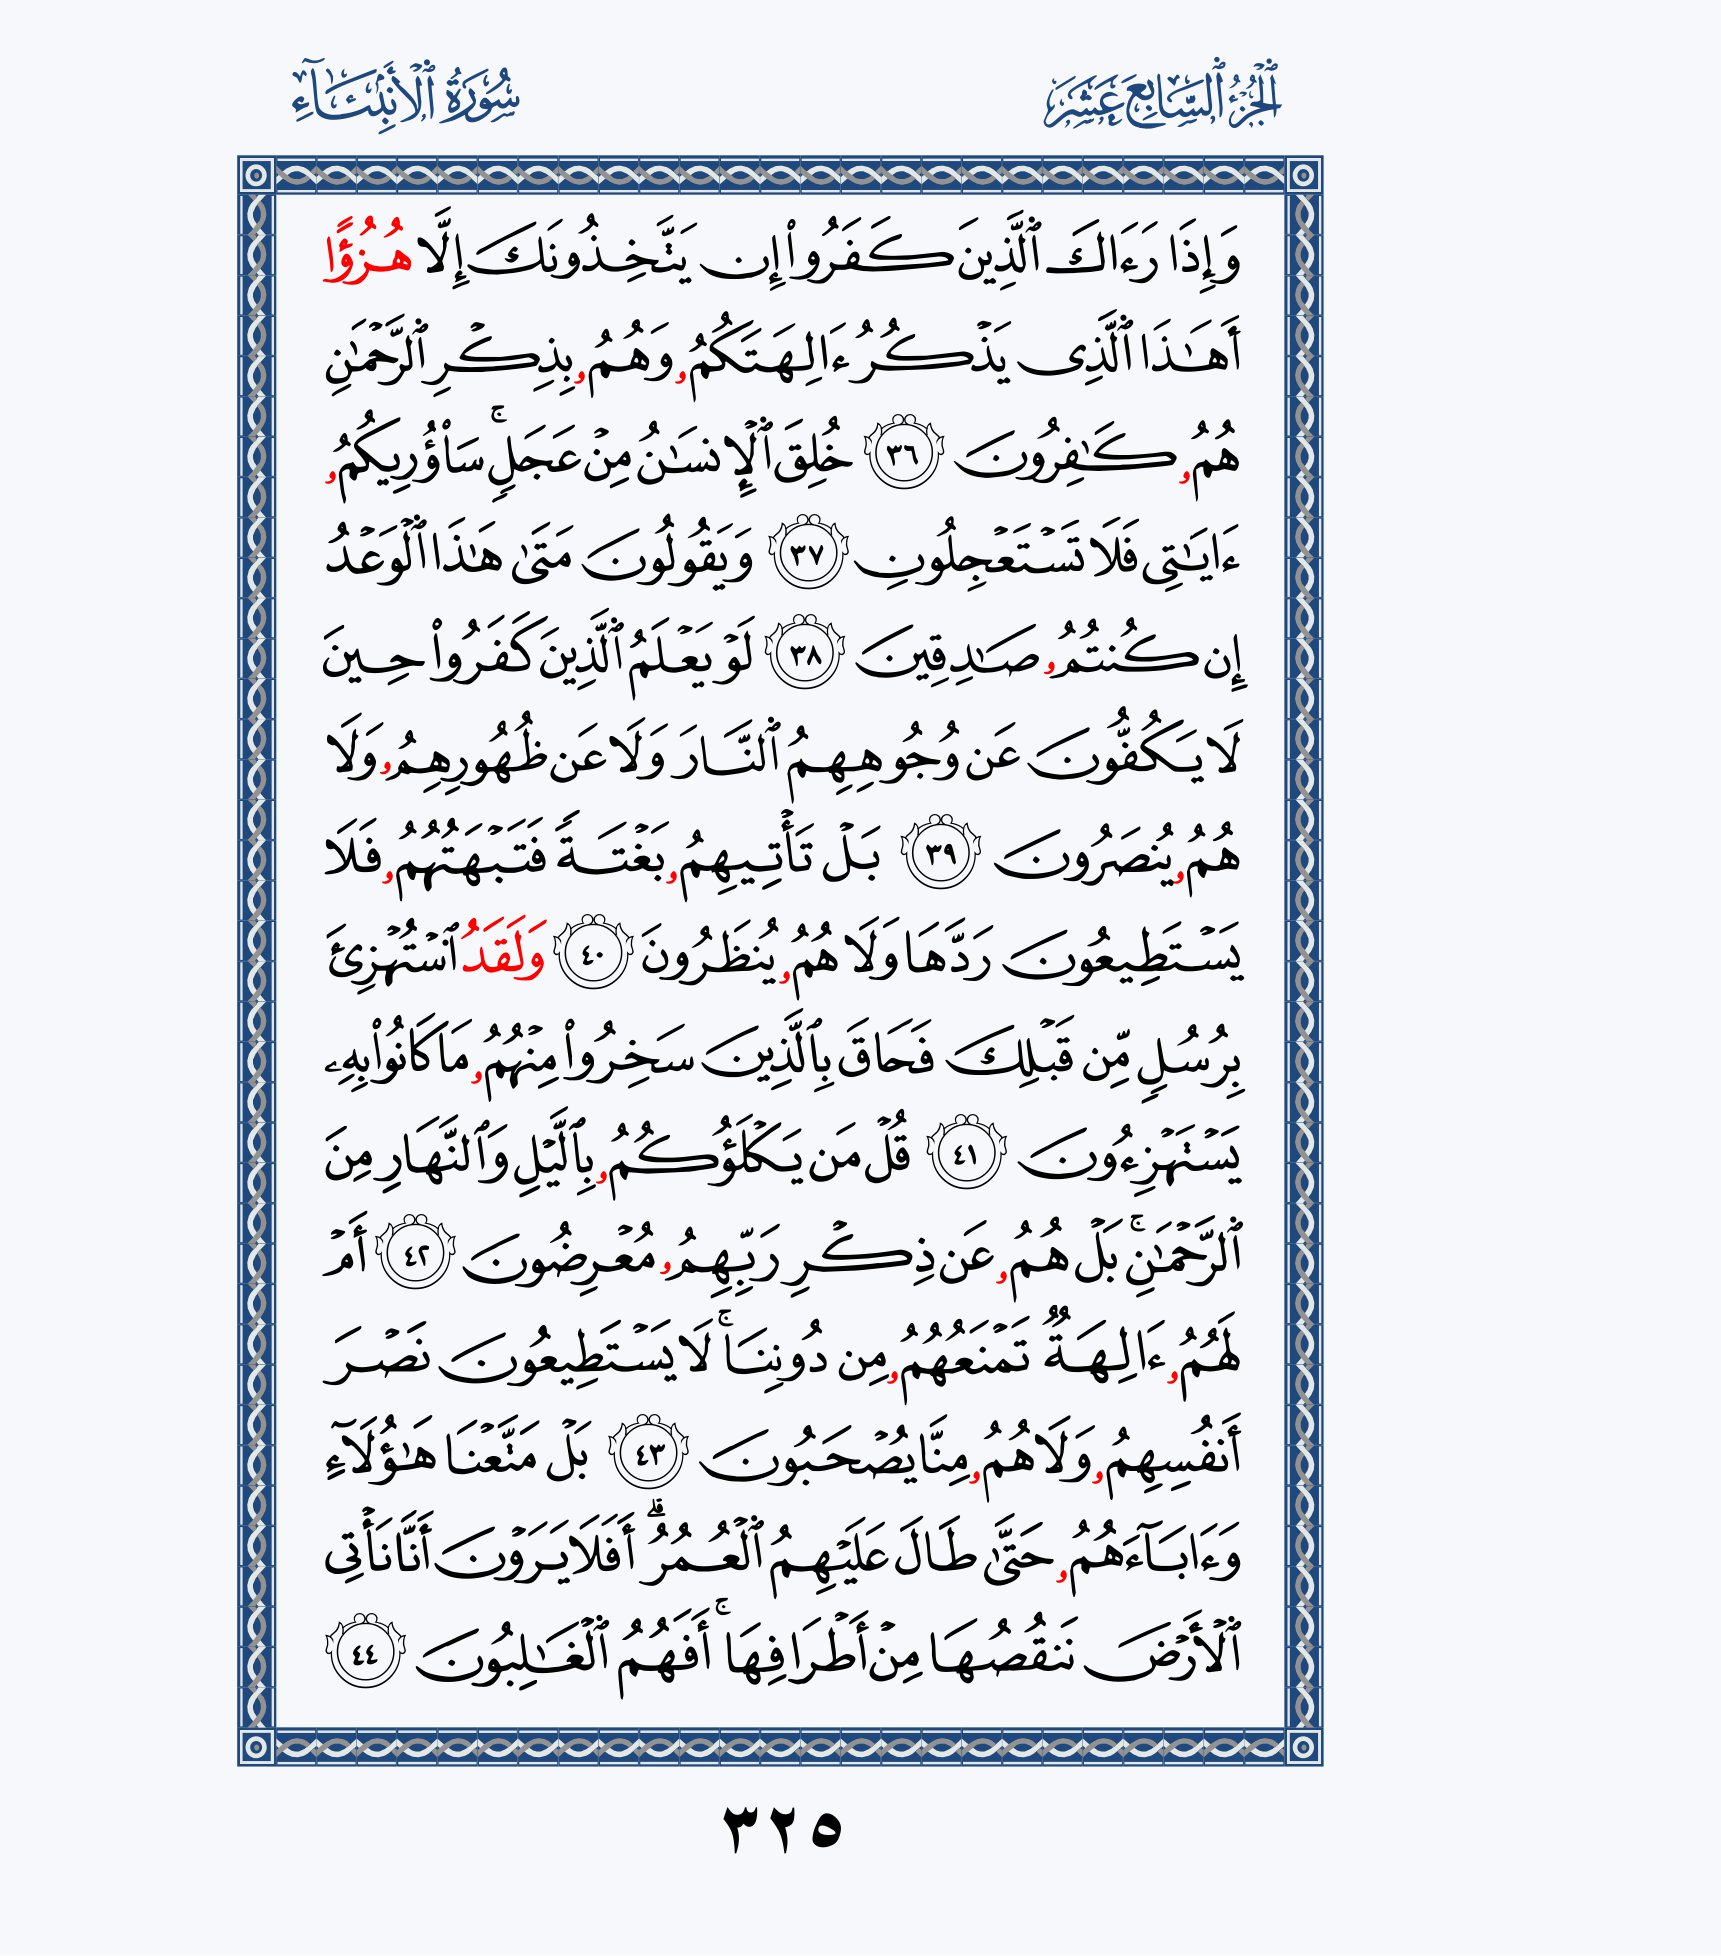 ٱلْجُزْءُ ٱلسَّابِعَ عَشَرَ
سُورَةُ ٱلْأَنبِيَآءِ
وَإِذَا رَءَاكَ ٱلَّذِينَ كَفَرُوٓا۟ إِن يَتَّخِذُونَكَ إِلَّا هُزُؤًا
أَهَٰذَا ٱلَّذِى يَذْكُرُ ءَالِهَتَكُمُۥ وَهُمُۥ بِذِكْرِ ٱلرَّحْمَٰنِ
هُمُۥ كَٰفِرُونَ ٣٦ خُلِقَ ٱلْإِنسَٰنُ مِنْ عَجَلٍۚ سَأُو۟رِيكُمُۥ
ءَايَٰتِى فَلَا تَسْتَعْجِلُونِ ٣٧ وَيَقُولُونَ مَتَىٰ هَٰذَا ٱلْوَعْدُ
إِن كُنتُمُۥ صَٰدِقِينَ ٣٨ لَوْ يَعْلَمُ ٱلَّذِينَ كَفَرُوا۟ حِينَ
لَا يَكُفُّونَ عَن وُجُوهِهِمُ ٱلنَّارَ وَلَا عَن ظُهُورِهِمُۥ وَلَا
هُمُۥ يُنصَرُونَ ٣٩ بَلْ تَأْتِيهِمُۥ بَغْتَةً فَتَبْهَتُهُمُۥ فَلَا
يَسْتَطِيعُونَ رَدَّهَا وَلَا هُمُۥ يُنظَرُونَ ٤٠ وَلَقَدُ ٱسْتُهْزِئَ
بِرُسُلٍ مِّن قَبْلِكَ فَحَاقَ بِٱلَّذِينَ سَخِرُوا۟ مِنْهُمُۥ مَا كَانُوا۟ بِهِۦ
يَسْتَهْزِءُونَ ٤١ قُلْ مَن يَكْلَؤُكُمُۥ بِٱلَّيْلِ وَٱلنَّهَارِ مِنَ
ٱلرَّحْمَٰنِۚ بَلْ هُمُۥ عَن ذِكْرِ رَبِّهِمُۥ مُعْرِضُونَ ٤٢ أَمْ
لَهُمُۥ ءَالِهَةٌ تَمْنَعُهُمُۥ مِن دُونِنَاۚ لَا يَسْتَطِيعُونَ نَصْرَ
أَنفُسِهِمُۥ وَلَا هُمُۥ مِنَّا يُصْحَبُونَ ٤٣ بَلْ مَتَّعْنَا هَٰؤُلَآءِ
وَءَابَآءَهُمُۥ حَتَّىٰ طَالَ عَلَيْهِمُ ٱلْعُمُرُۗ أَفَلَا يَرَوْنَ أَنَّا نَأْتِى
ٱلْأَرْضَ نَنقُصُهَا مِنْ أَطْرَافِهَاۚ أَفَهُمُ ٱلْغَٰلِبُونَ ٤٤
٣٢٥